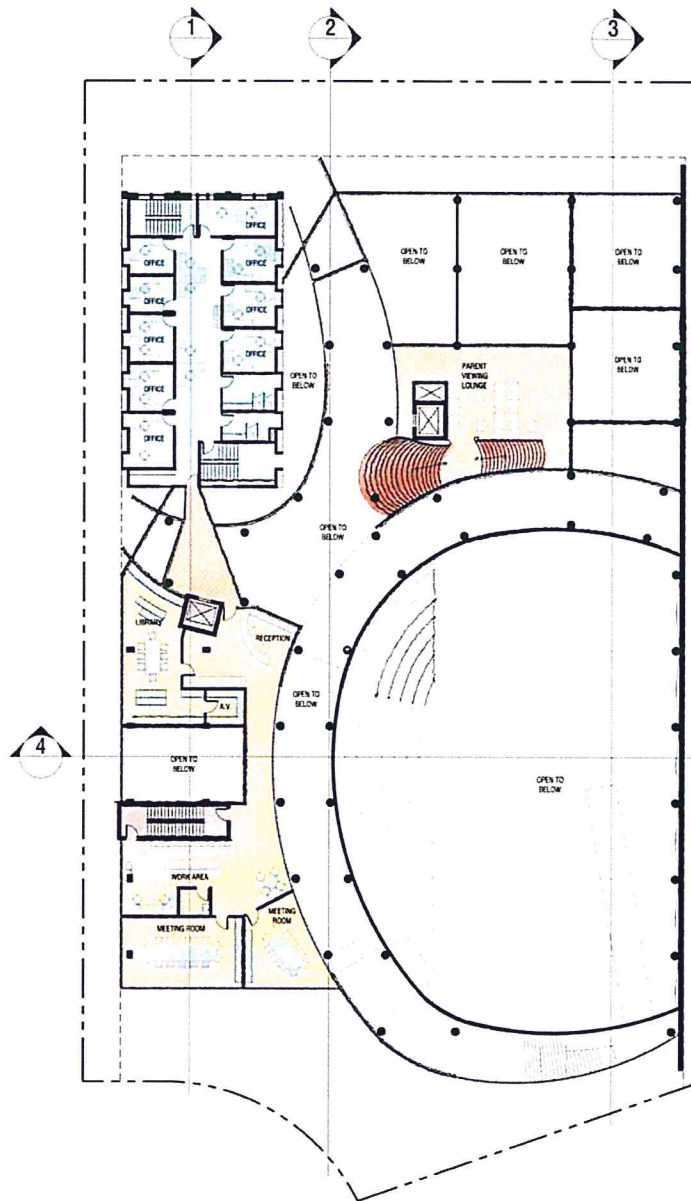 1
2
3
OFFICE
OFFICE
OFFICE
OPEN TO
BELOW
OPEN TO
BELOW
OPEN TO
BELOW
OFFICE
OFFICE
OFFICE
OFFICE
OPEN TO
BELOW
PARENT
VIEWING
LOUNGE
OPEN TO
BELOW
OFFICE
OFFICE
OPEN TO
BELOW
LIBRARY
RECEPTION
OPEN TO
BELOW
A.V.
4
OPEN TO
BELOW
OPEN TO
BELOW
WORK AREA
MEETING ROOM
MEETING
ROOM